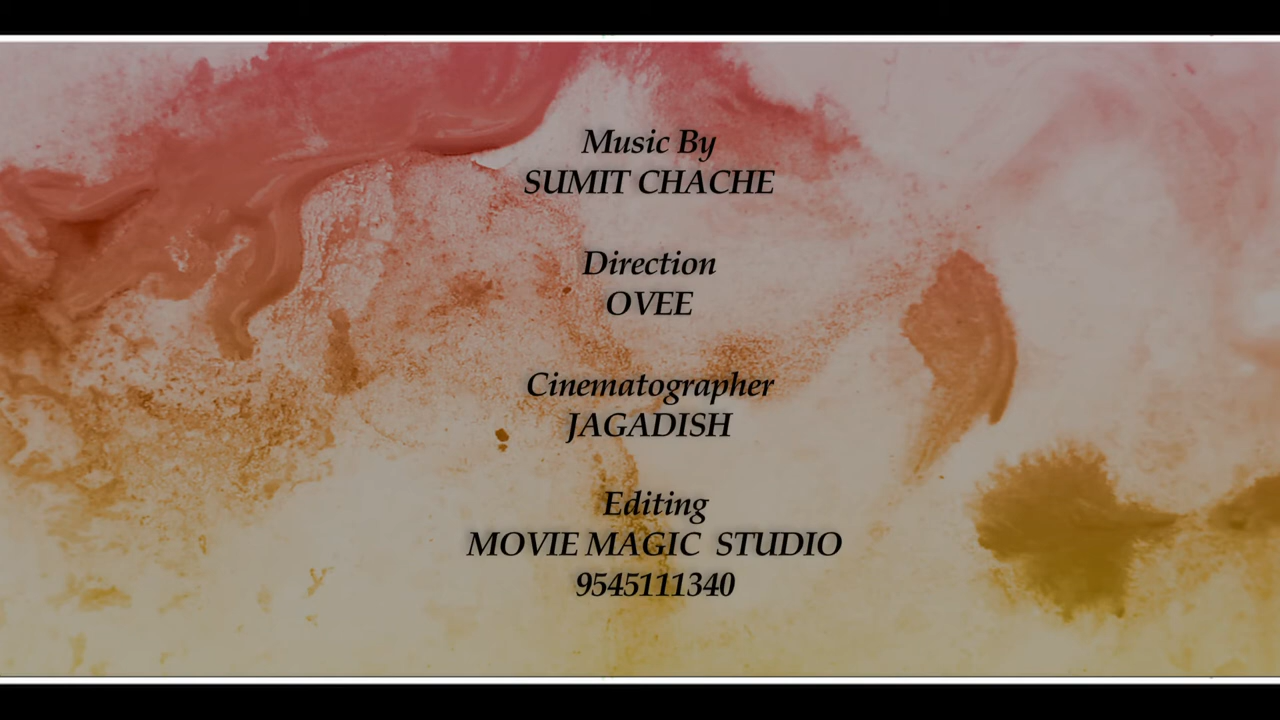 Music By
SUMIT CHACHE
Direction
OVEE
Cinematographer
JAGADISH
Editing
MOVIE MAGIC STUDIO
9545111340